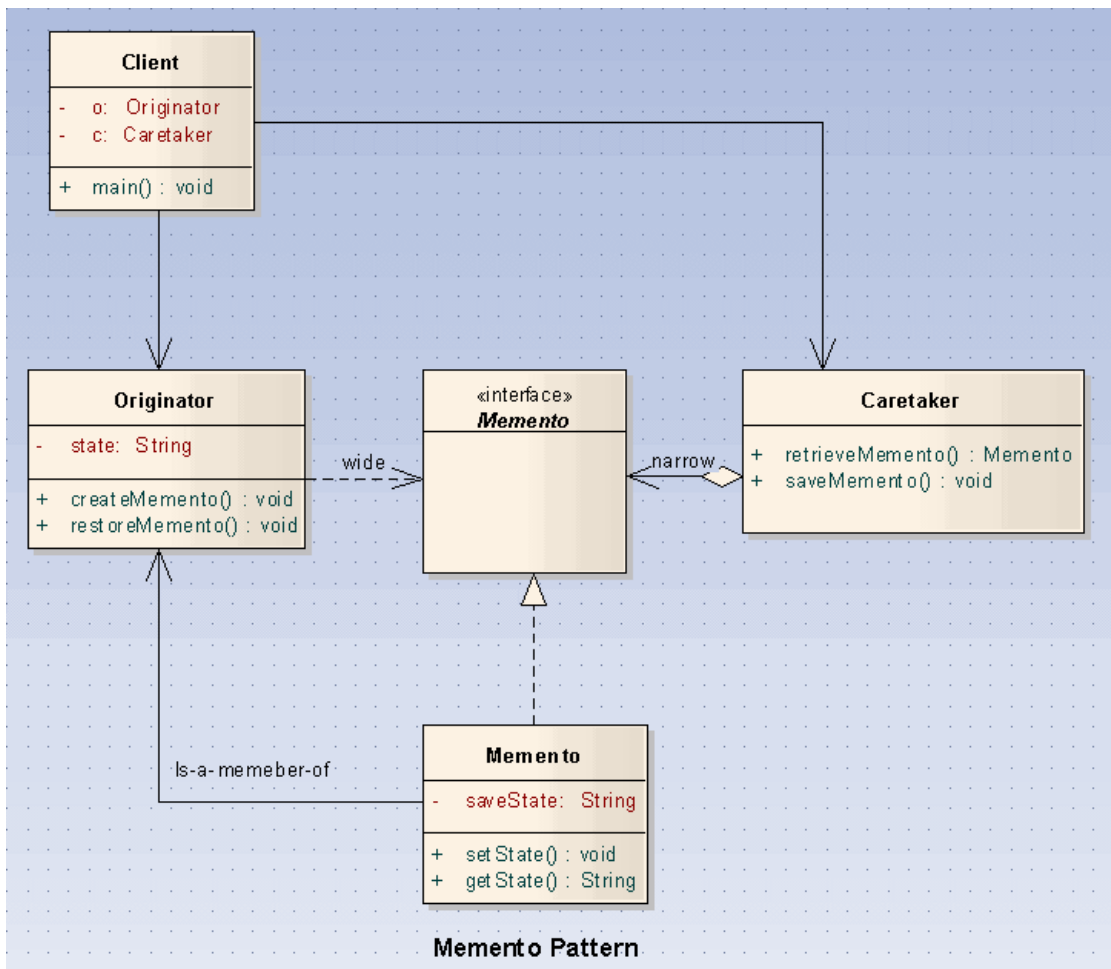 Client
- o: Originator
- c: Caretaker
+ main() : void
Originator
- state: String
+ createMemento() : void
+ restoreMemento() : void
wide
«interface»
Memento
narrow
Caretaker
+ retrieveMemento() : Memento
+ saveMemento() : void
Is-a-memeber-of
Memento
- saveState: String
+ setState() : void
+ getState() : String
Memento Pattern